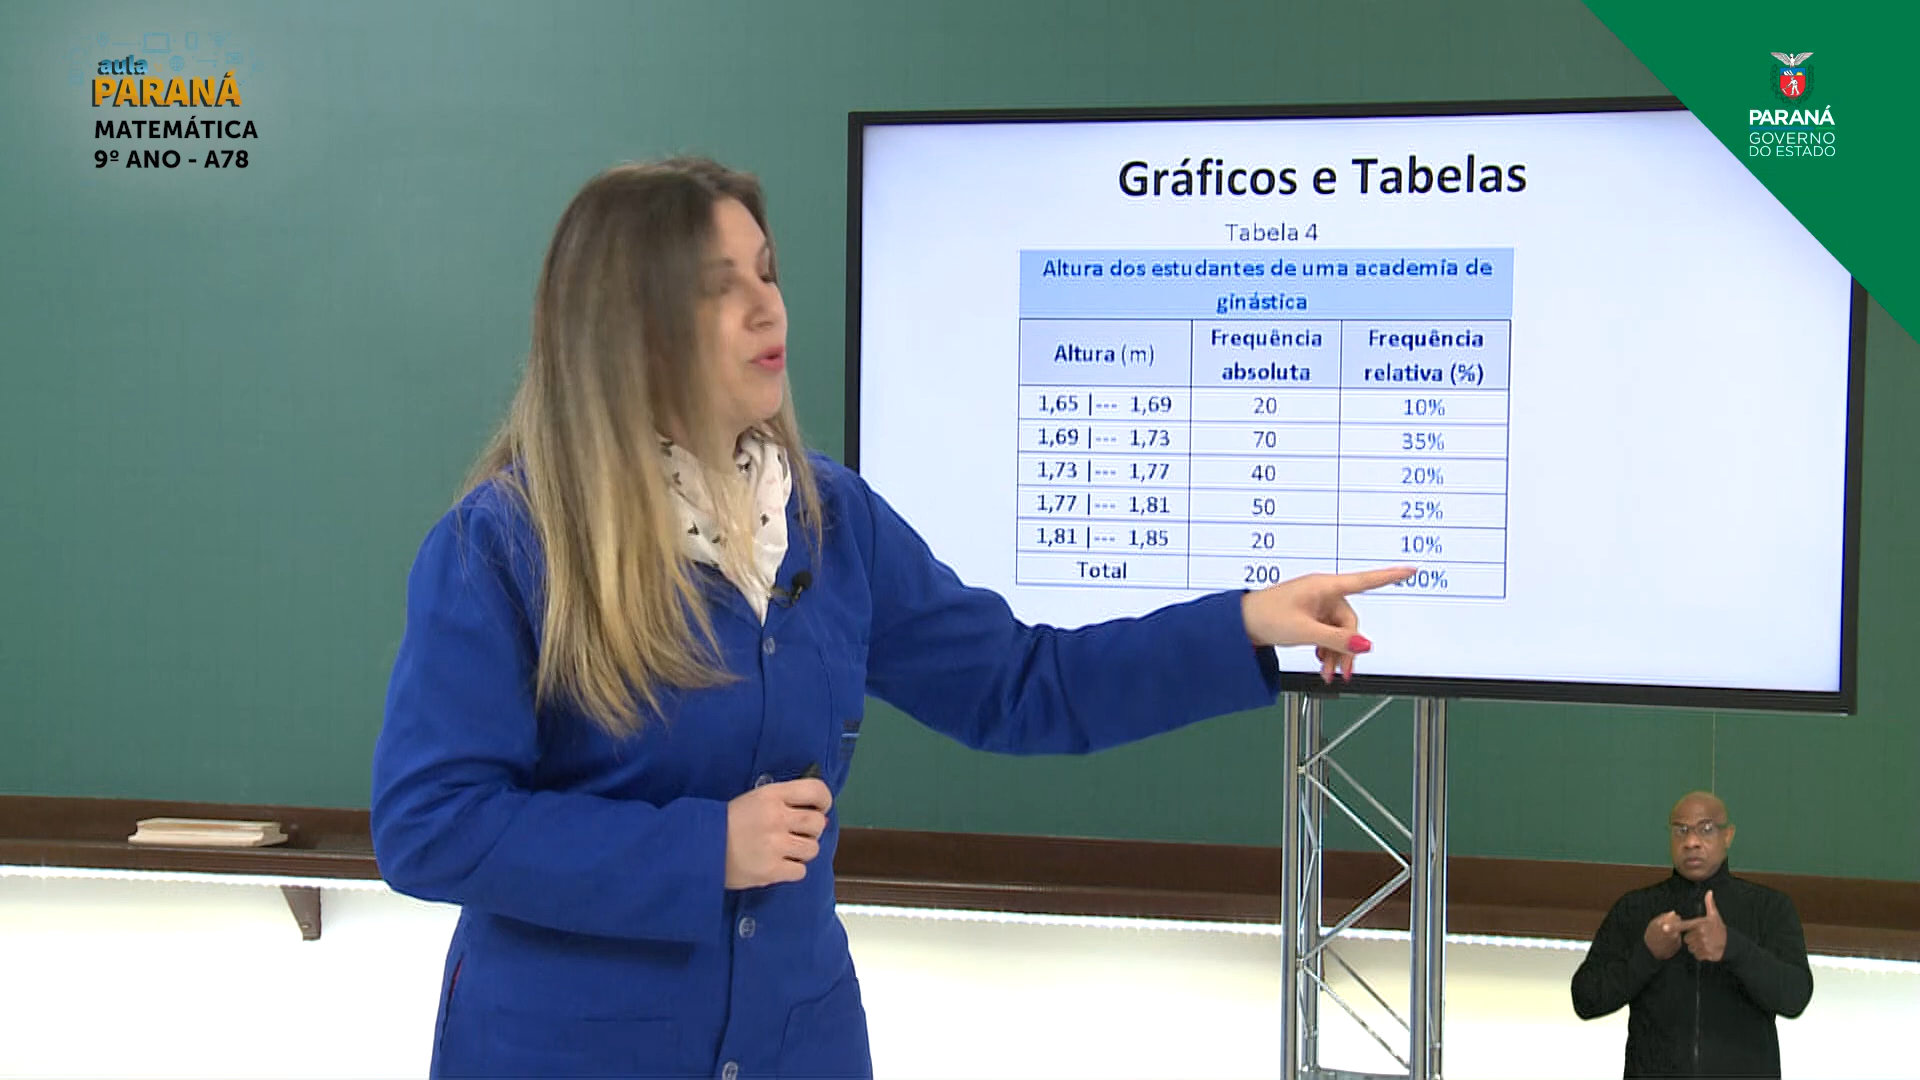 aula
PARANÁ
MATEMÁTICA
9º ANO - A78
PARANÁ
GOVERNO
DO ESTADO
Gráficos e Tabelas
Tabela 4
Altura dos estudantes de uma academia de
ginástica
Altura (m) Frequência absoluta Frequência relativa (%)
1,65 |--- 1,69 20 10%
1,69 |--- 1,73 70 35%
1,73 |--- 1,77 40 20%
1,77 |--- 1,81 50 25%
1,81 |--- 1,85 20 10%
Total 200 100%